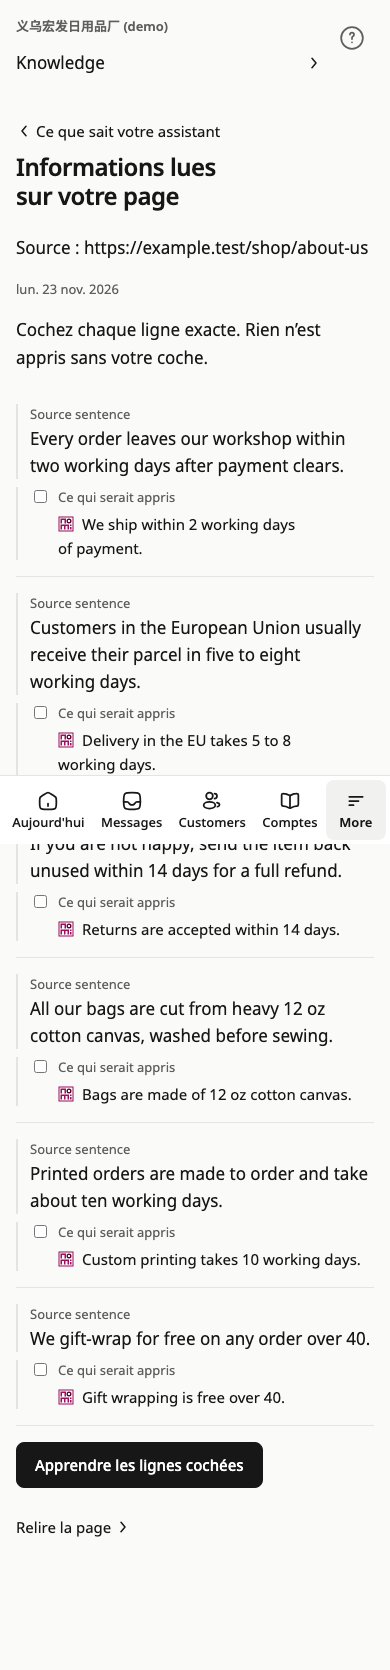 义乌宏发日用品厂 (demo)
Knowledge
Ce que sait votre assistant
Informations lues
sur votre page
Source : https://example.test/shop/about-us
lun. 23 nov. 2026
Cochez chaque ligne exacte. Rien n’est
appris sans votre coche.
Source sentence
Every order leaves our workshop within
two working days after payment clears.
Ce qui serait appris
We ship within 2 working days
of payment.
Source sentence
Customers in the European Union usually
receive their parcel in five to eight
working days.
Ce qui serait appris
Delivery in the EU takes 5 to 8
working days.
Aujourd'hui
Messages
Customers
Comptes
More
If you are not happy, send the item back
unused within 14 days for a full refund.
Ce qui serait appris
Returns are accepted within 14 days.
Source sentence
All our bags are cut from heavy 12 oz
cotton canvas, washed before sewing.
Ce qui serait appris
Bags are made of 12 oz cotton canvas.
Source sentence
Printed orders are made to order and take
about ten working days.
Ce qui serait appris
Custom printing takes 10 working days.
Source sentence
We gift-wrap for free on any order over 40.
Ce qui serait appris
Gift wrapping is free over 40.
Apprendre les lignes cochées
Relire la page